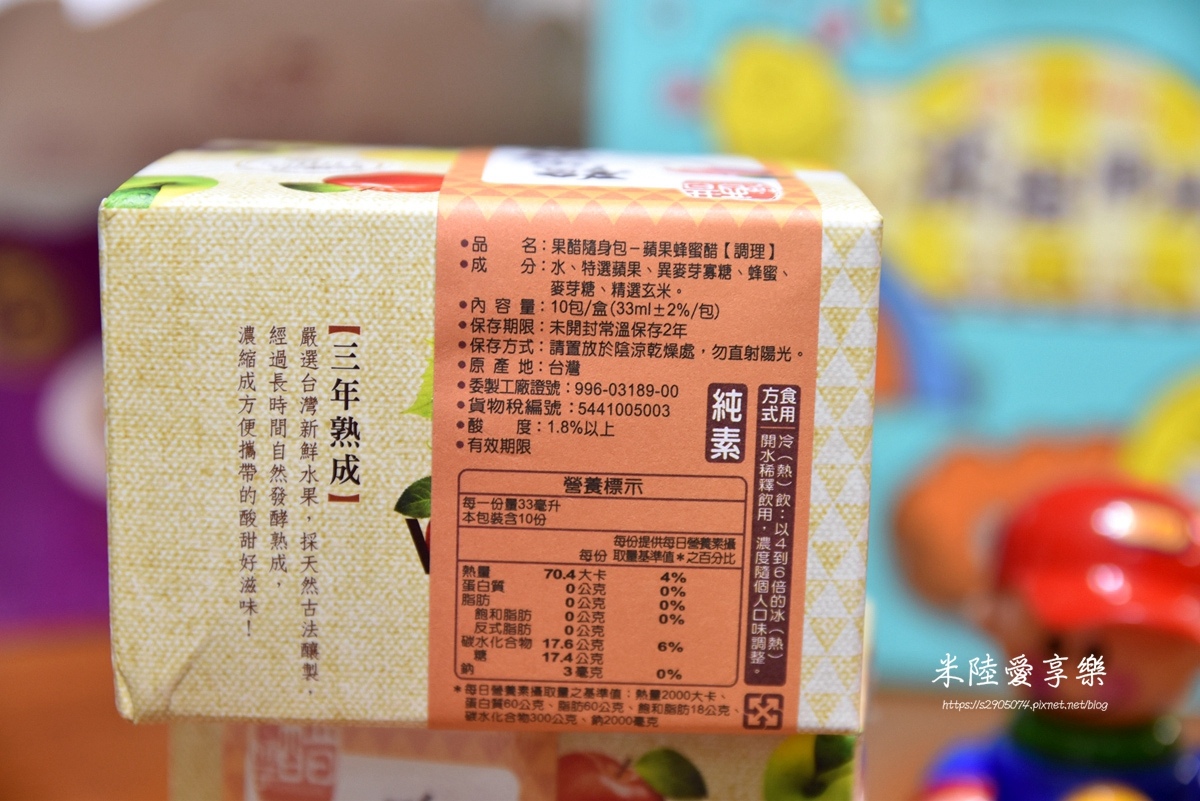 【三年熟成】
嚴選台灣新鮮水果，採天然古法釀製，
經過長時間自然發酵熟成，
濃縮成方便攜帶的酸甜好滋味！
•品　　名：果醋隨身包－蘋果蜂蜜醋【調理】
•成　　分：水、特選蘋果、異麥芽寡糖、蜂蜜、
麥芽糖、精選玄米。
•內 容 量：10包/盒(33ml±2%/包)
•保存期限：未開封常溫保存2年
•保存方式：請置放於陰涼乾燥處，勿直射陽光。
•原 產 地：台灣
•委製工廠證號：996-03189-00
•貨物稅編號：5441005003
•酸　　度：1.8%以上
•有效期限
純素
食用方式
冷（熱）飲：以4到6倍的冰（熱）
開水稀釋飲用，濃度隨個人口味調整。
營養標示
每一份量33毫升
本包裝含10份
每份提供每日營養素攝
每份 取量基準值＊之百分比
熱量 70.4大卡 4%
蛋白質 0公克 0%
脂肪 0公克 0%
飽和脂肪 0公克 0%
反式脂肪 0公克
碳水化合物 17.6公克 6%
糖 17.4公克
鈉 3毫克 0%
＊每日營養素攝取量之基準值：熱量2000大卡、
蛋白質60公克、脂肪60公克、飽和脂肪18公克、
碳水化合物300公克、鈉2000毫克
米陸愛享樂
https://s2905074.pixnet.net/blog